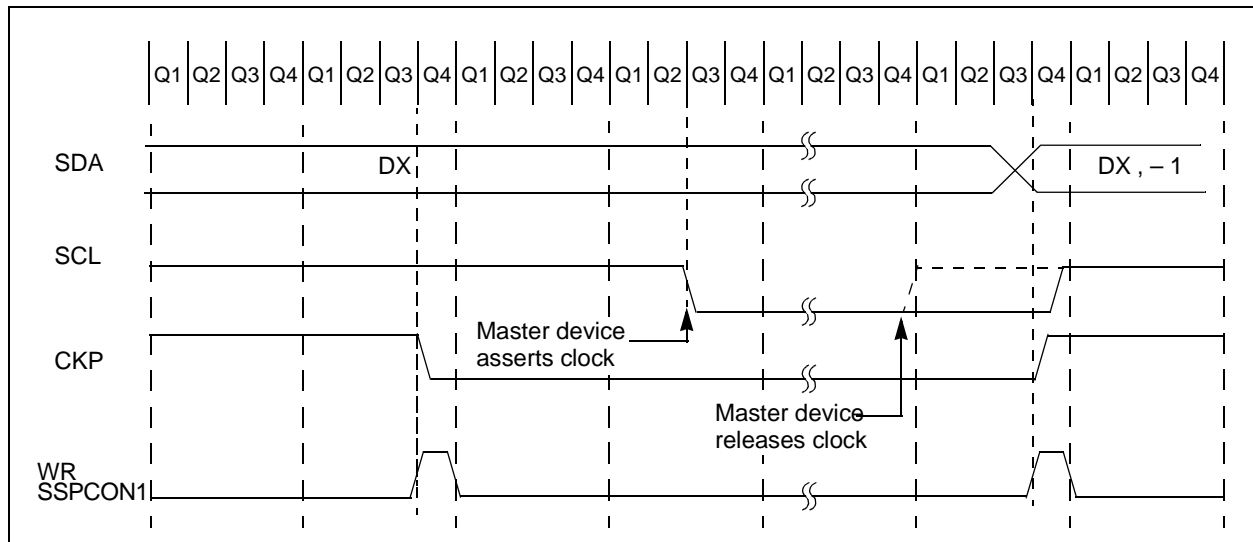 Q1 Q2 Q3 Q4 Q1 Q2 Q3 Q4 Q1 Q2 Q3 Q4 Q1 Q2 Q3 Q4 Q1 Q2 Q3 Q4 Q1 Q2 Q3 Q4 Q1 Q2 Q3 Q4
SDA
DX
DX , – 1
SCL
Master device
asserts clock
CKP
Master device
releases clock
WR
SSPCON1